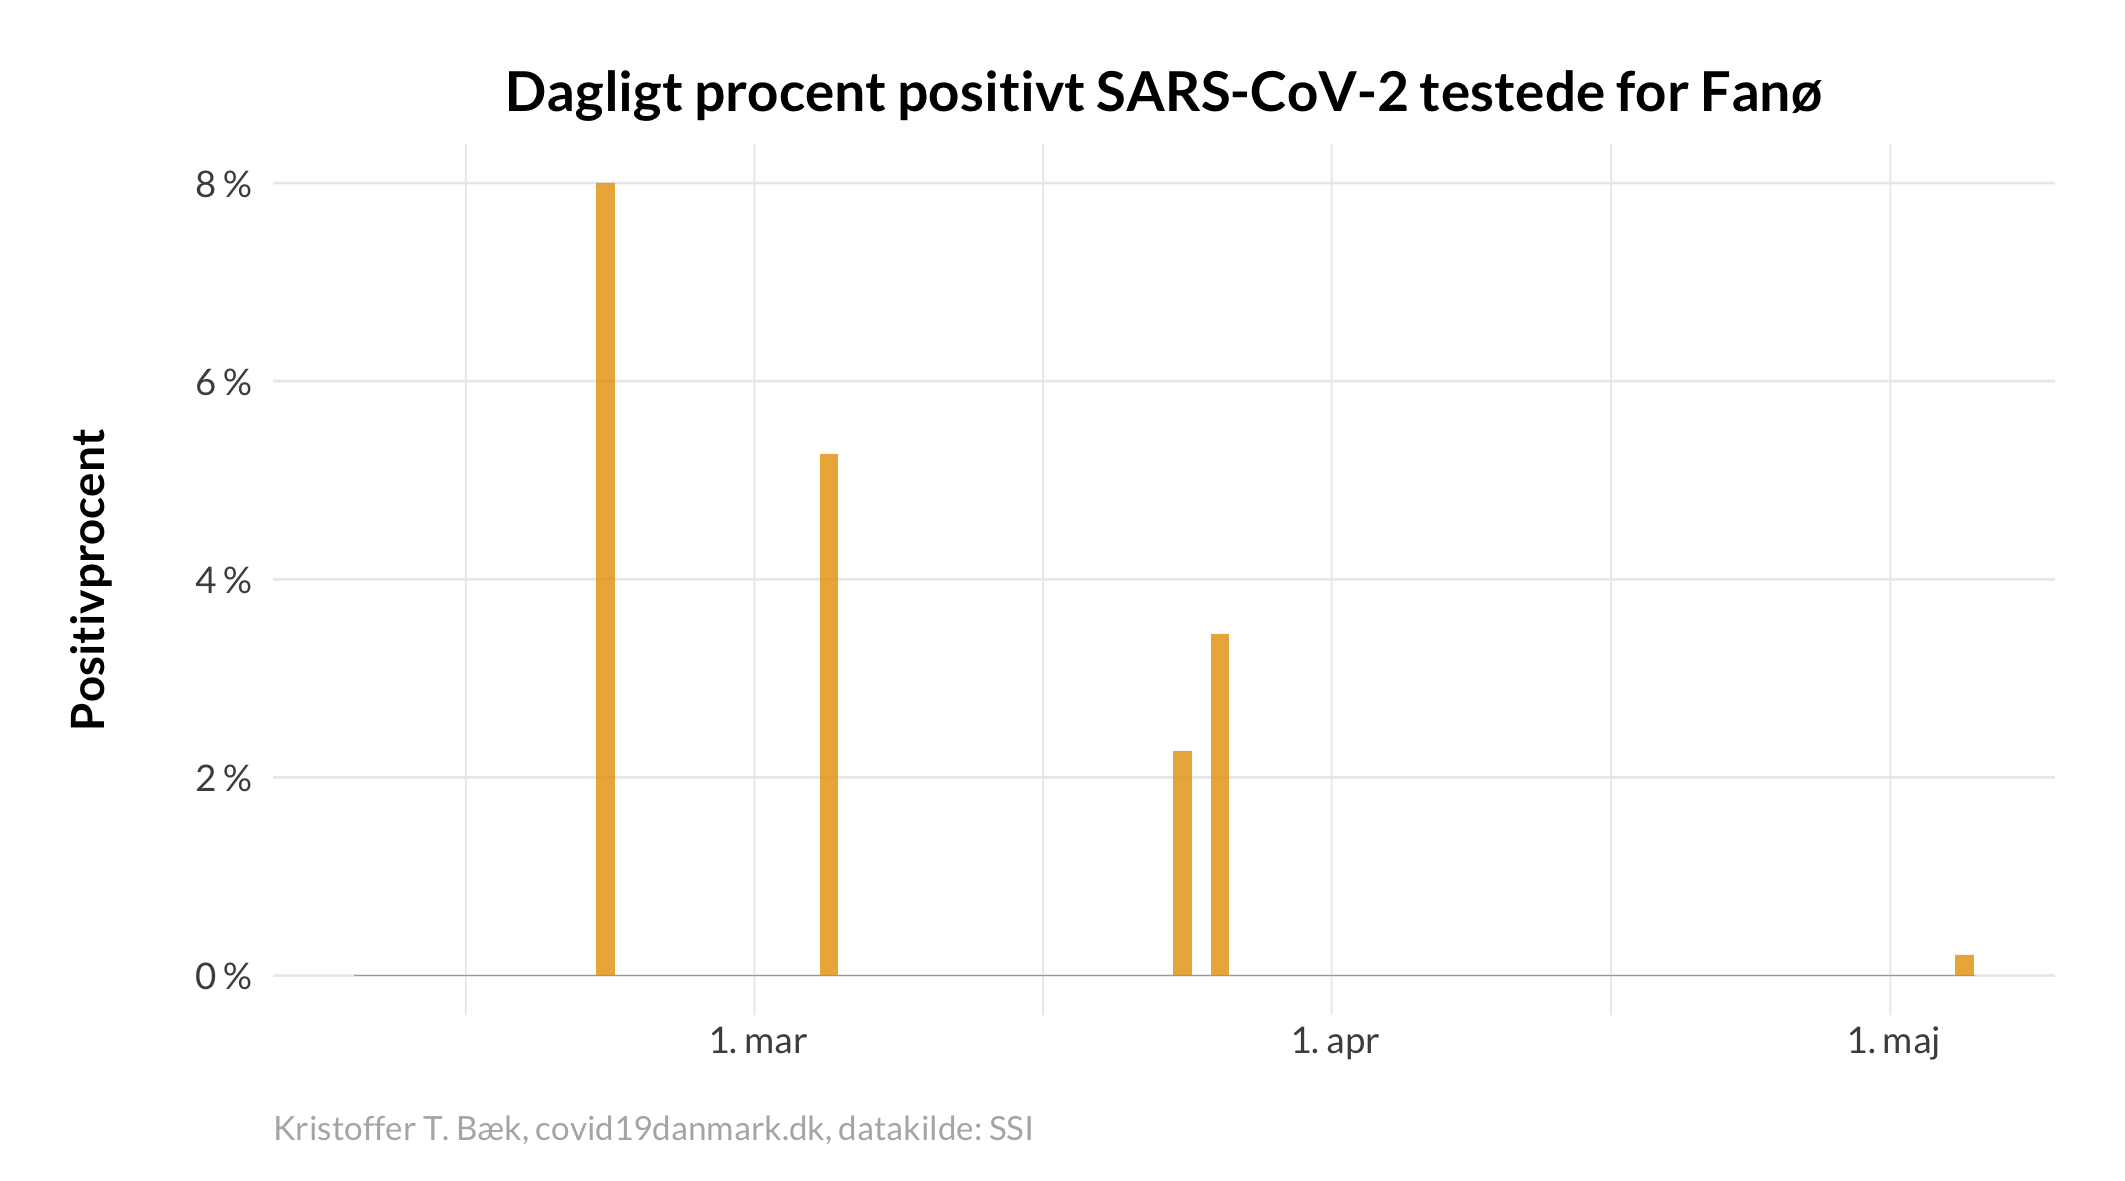 Dagligt procent positivt SARS-CoV-2 testede for Fanø
Positivprocent
8 %
6 %
4 %
2 %
0 %
1. mar
1. apr
1. maj
Kristoffer T. Bæk, covid19danmark.dk, datakilde: SSI